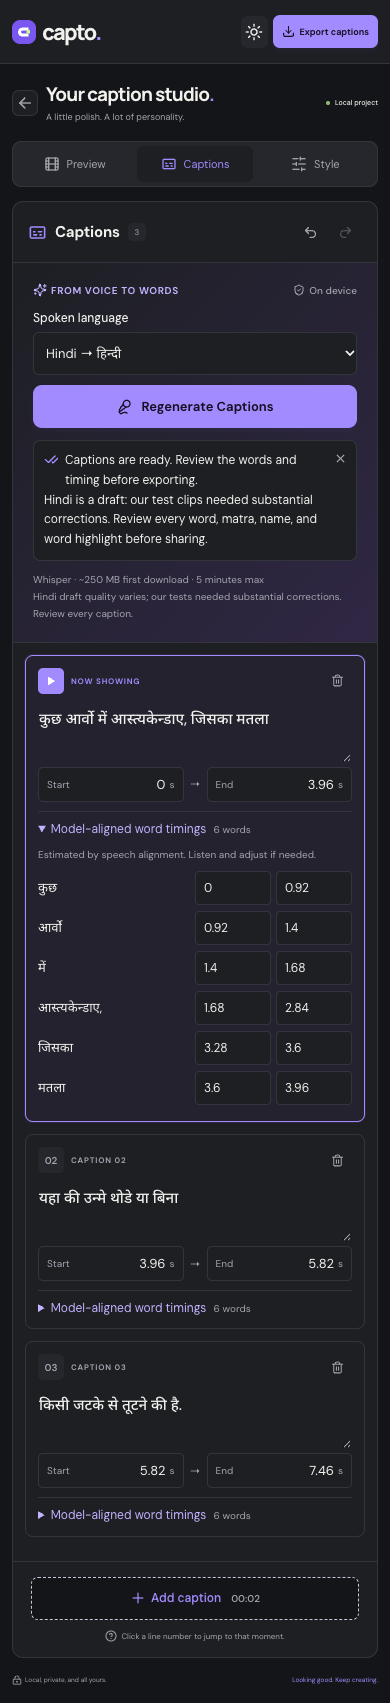 capto.
Export captions
Your caption studio.
A little polish. A lot of personality.
Local project
Preview
Captions
Style
Captions 3
FROM VOICE TO WORDS
On device
Spoken language
Hindi → हिन्दी
Regenerate Captions
Captions are ready. Review the words and
timing before exporting.
Hindi is a draft: our test clips needed substantial
corrections. Review every word, matra, name, and
word highlight before sharing.
Whisper · ~250 MB first download · 5 minutes max
Hindi draft quality varies; our tests needed substantial corrections.
Review every caption.
NOW SHOWING
कुछ आर्वो में आस्त्यकेन्डाए, जिसका मतला
Start 0 s → End 3.96 s
Model-aligned word timings 6 words
Estimated by speech alignment. Listen and adjust if needed.
कुछ 0 0.92
आर्वो 0.92 1.4
में 1.4 1.68
आस्त्यकेन्डाए, 1.68 2.84
जिसका 3.28 3.6
मतला 3.6 3.96
02 CAPTION 02
यहा की उन्मे थोडे या बिना
Start 3.96 s → End 5.82 s
Model-aligned word timings 6 words
03 CAPTION 03
किसी जटके से तूटने की है.
Start 5.82 s → End 7.46 s
Model-aligned word timings 6 words
+ Add caption 00:02
Click a line number to jump to that moment.
Local, private, and all yours.
Looking good. Keep creating.